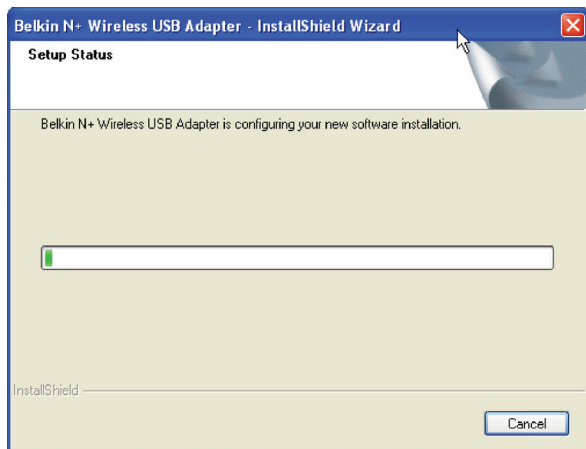 Belkin N+ Wireless USB Adapter - InstallShield Wizard
Setup Status
Belkin N+ Wireless USB Adapter is configuring your new software installation.
InstallShield
Cancel